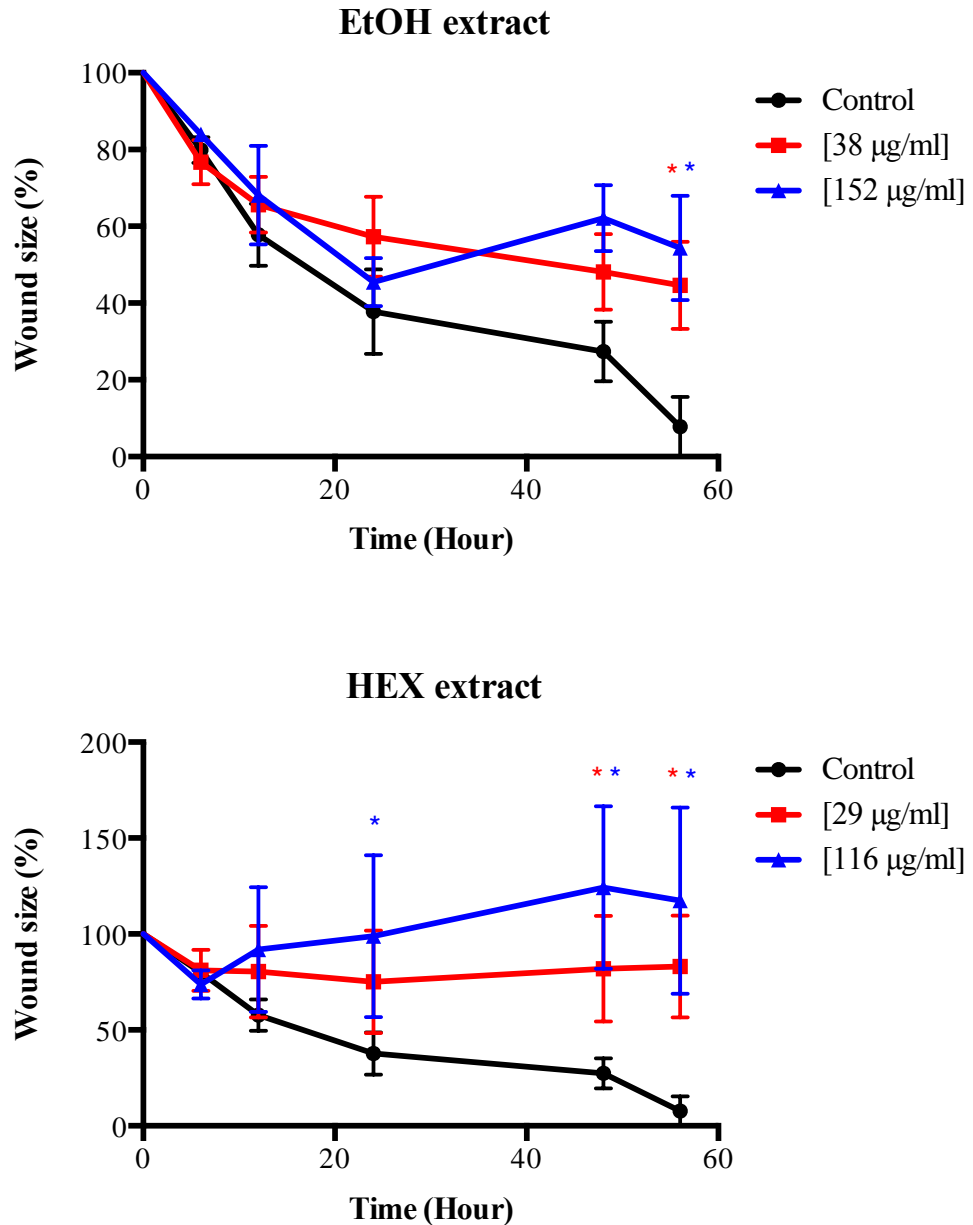 EtOH extract
100
80
60
40
20
0
Wound size (%)
0 20 40 60
Time (Hour)
Control
[38 μg/ml]
[152 μg/ml]
* *
HEX extract
200
150
100
50
0
Wound size (%)
0 20 40 60
Time (Hour)
Control
[29 μg/ml]
[116 μg/ml]
* * * *
*